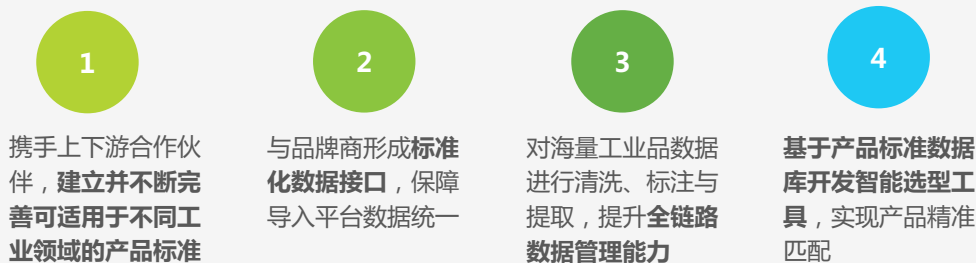 1
携手上下游合作伙
伴，建立并不断完
善可适用于不同工
业领域的产品标准
2
与品牌商形成标准
化数据接口，保障
导入平台数据统一
3
对海量工业品数据
进行清洗、标注与
提取，提升全链路
数据管理能力
4
基于产品标准数据
库开发智能选型工
具，实现产品精准
匹配